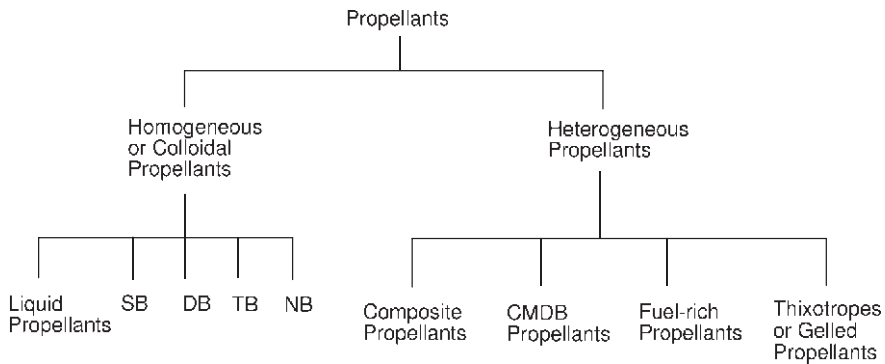 Propellants
Homogeneous
or Colloidal
Propellants
Heterogeneous
Propellants
Liquid
Propellants
SB
DB
TB
NB
Composite
Propellants
CMDB
Propellants
Fuel-rich
Propellants
Thixotropes
or Gelled
Propellants